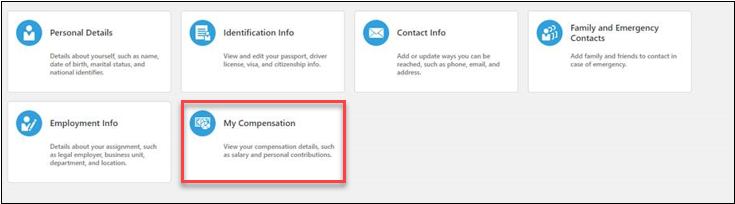 Personal Details
Details about yourself, such as name,
date of birth, marital status, and
national identifier.
Identification Info
View and edit your passport, driver
license, visa, and citizenship info.
Contact Info
Add or update ways you can be
reached, such as phone, email, and
address.
Family and Emergency
Contacts
Add family and friends to contact in
case of emergency.
Employment Info
Details about your assignment, such
as legal employer, business unit,
department, and location.
My Compensation
View your compensation details, such
as salary and personal contributions.